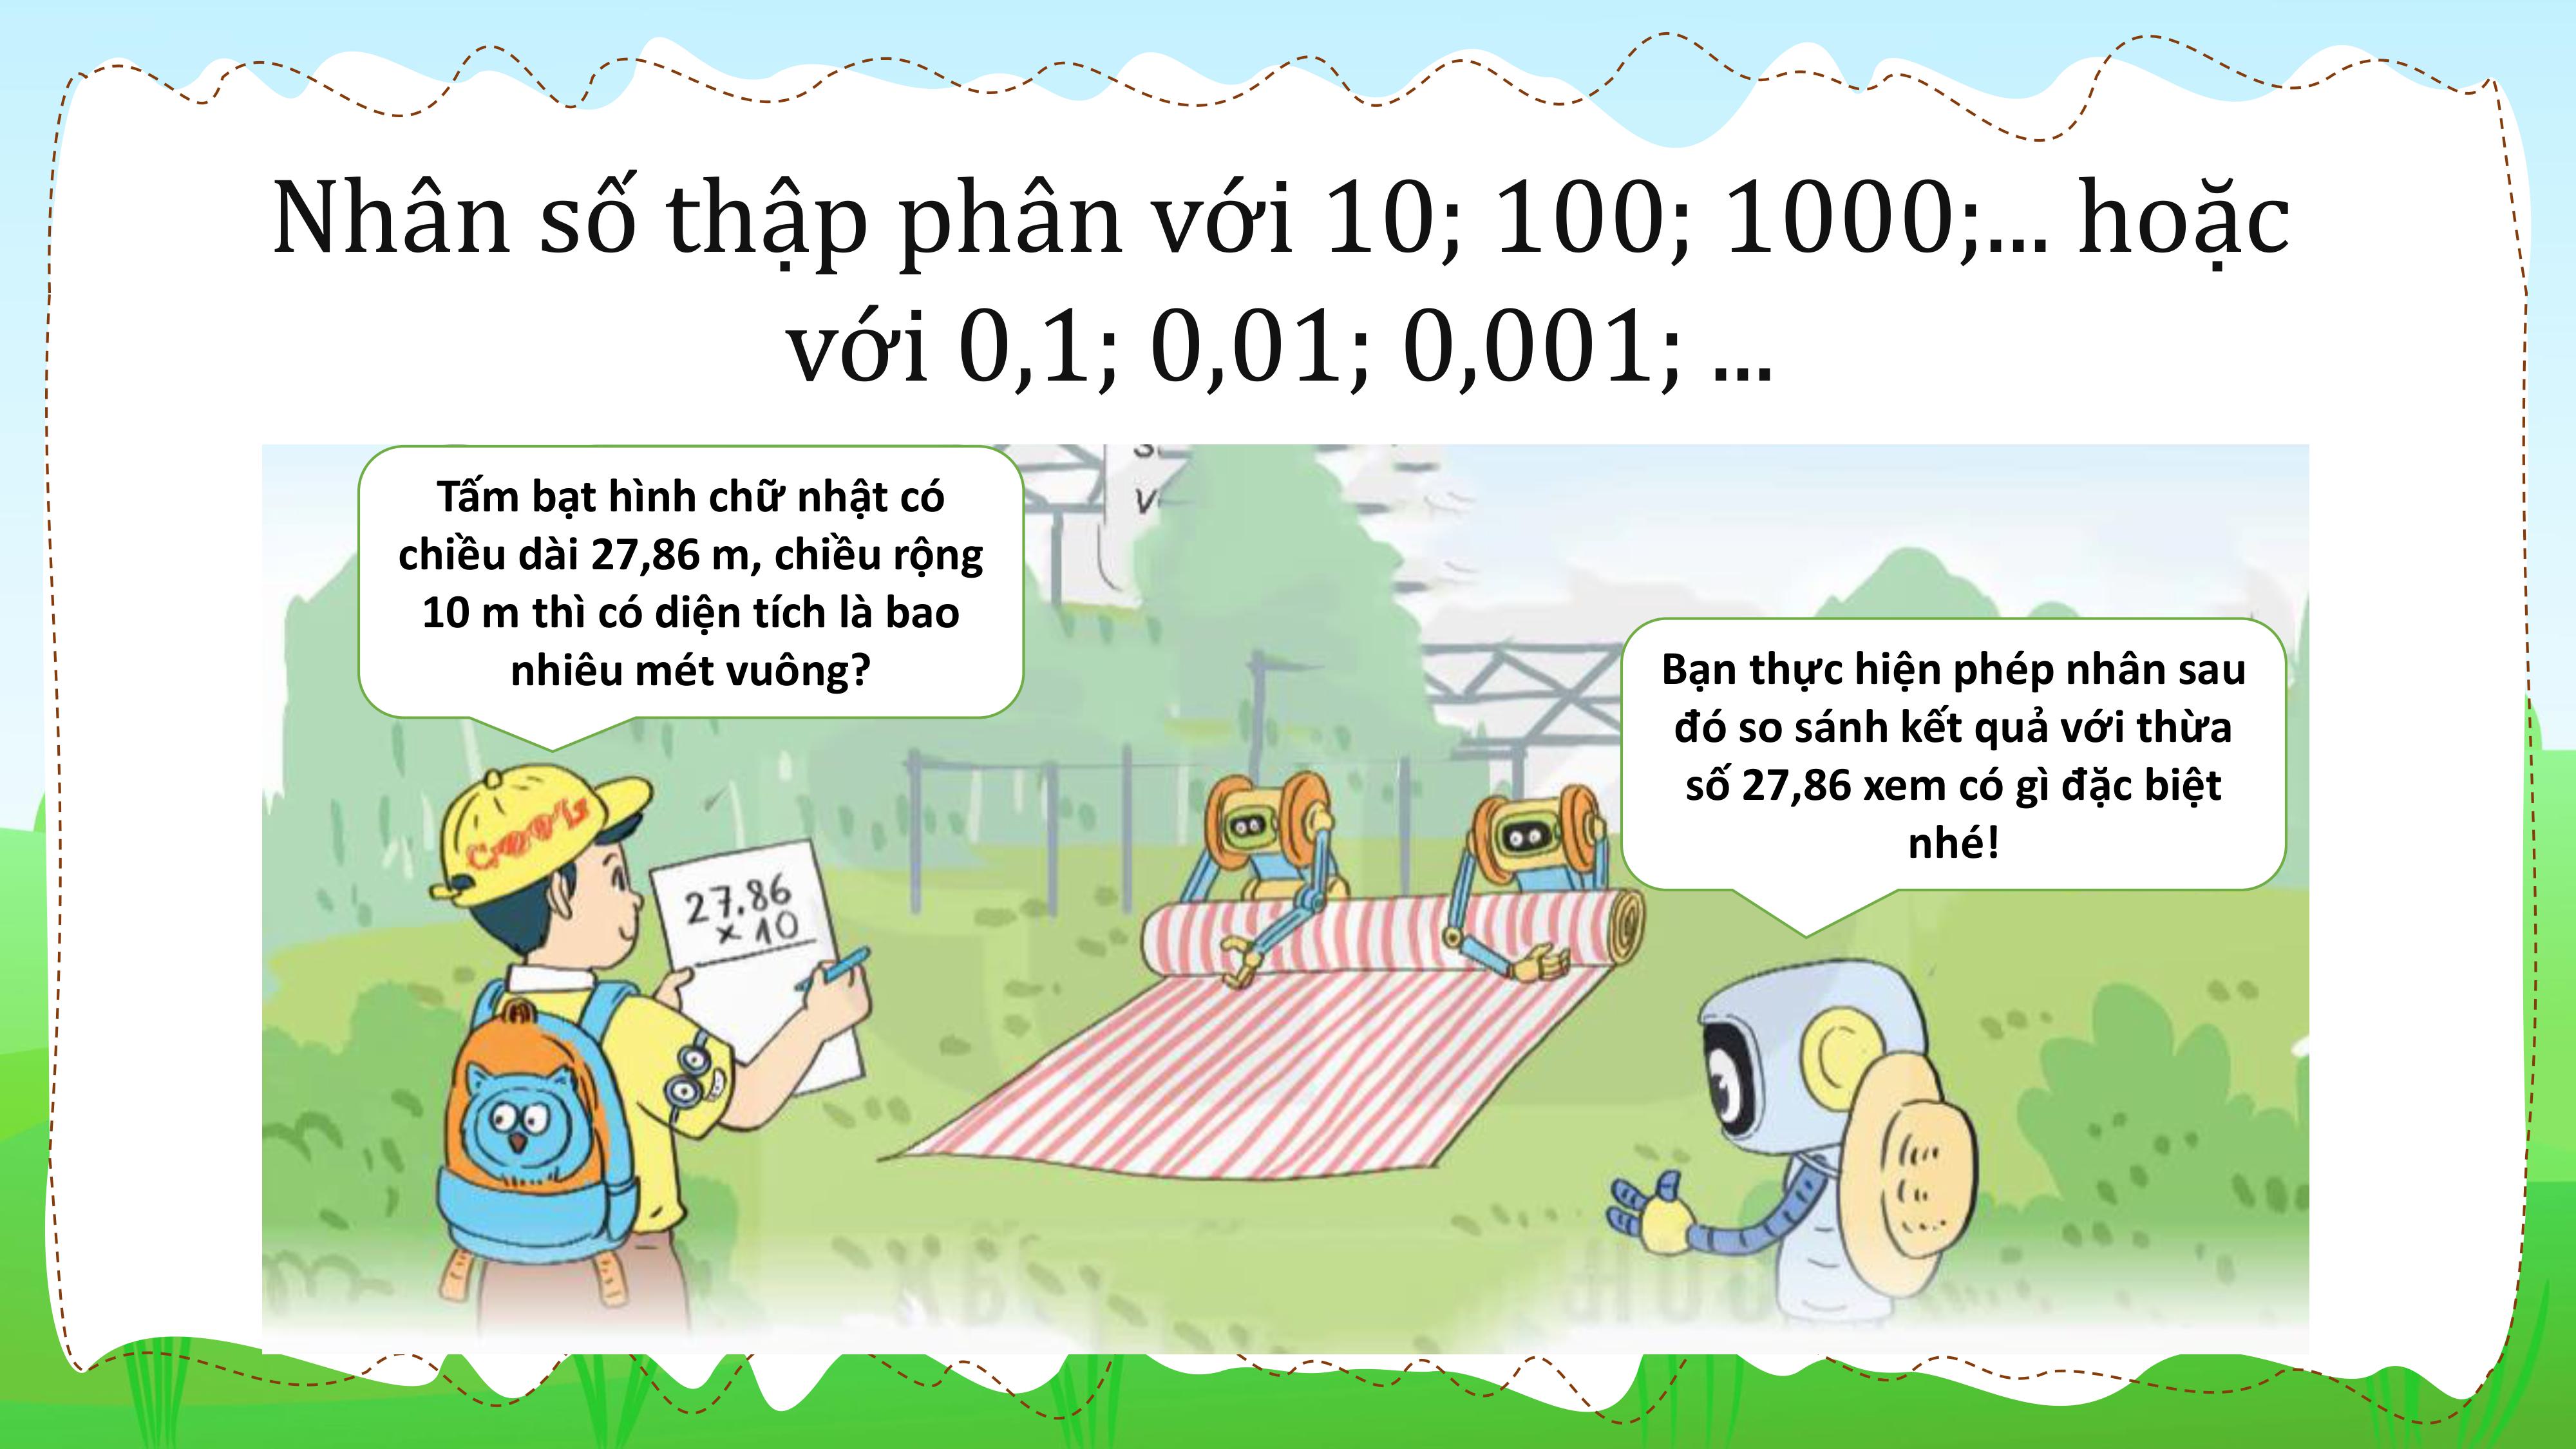 Nhân số thập phân với 10; 100; 1000;... hoặc
với 0,1; 0,01; 0,001; ...
Tấm bạt hình chữ nhật có
chiều dài 27,86 m, chiều rộng
10 m thì có diện tích là bao
nhiêu mét vuông?
Bạn thực hiện phép nhân sau
đó so sánh kết quả với thừa
số 27,86 xem có gì đặc biệt
nhé!
27.86
× 10